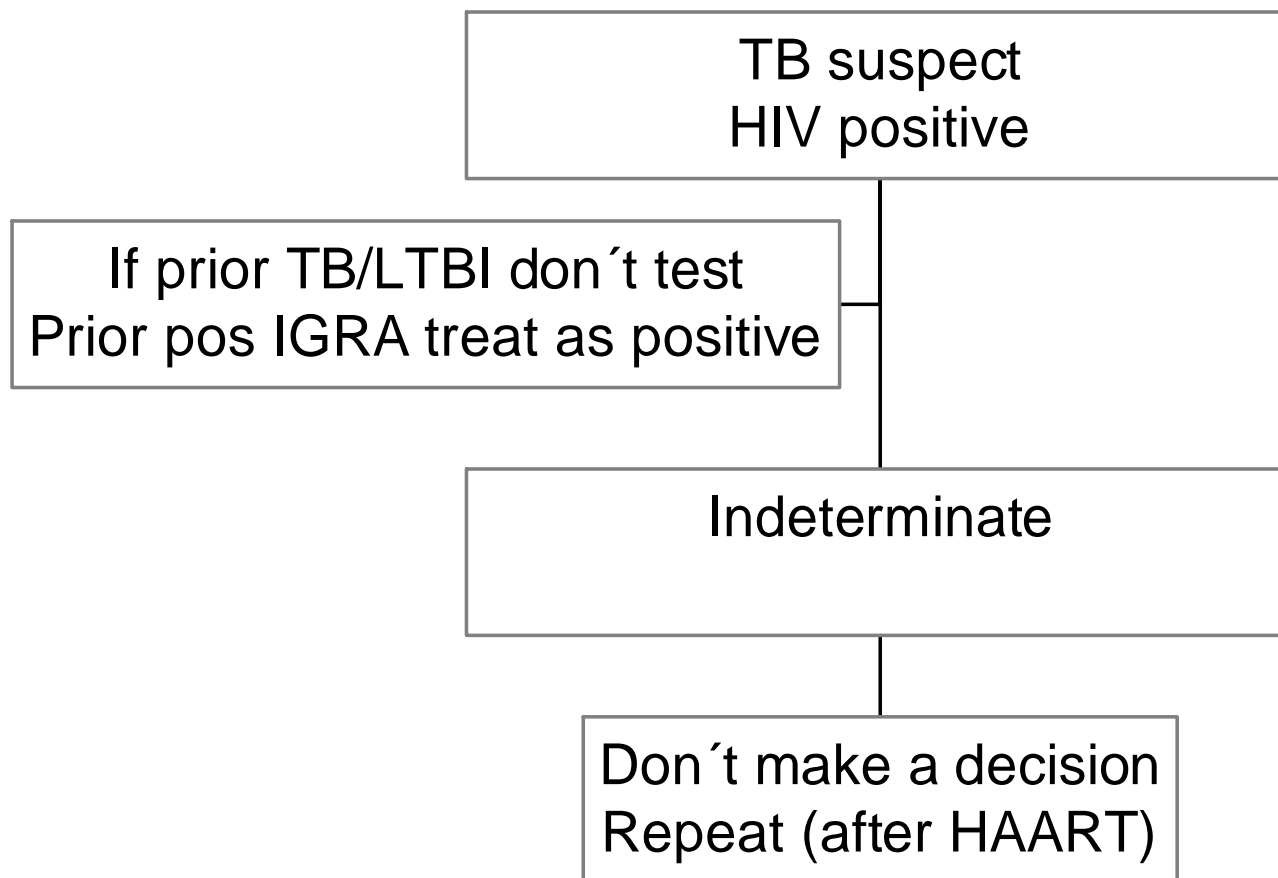 TB suspect
HIV positive
If prior TB/LTBI don´t test
Prior pos IGRA treat as positive
Indeterminate
Don´t make a decision
Repeat (after HAART)